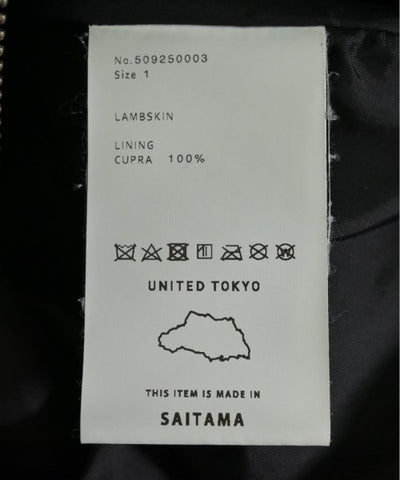 No.509250003
Size 1
LAMBSKIN
LINING
CUPRA 100%
UNITED TOKYO
THIS ITEM IS MADE IN
SAITAMA